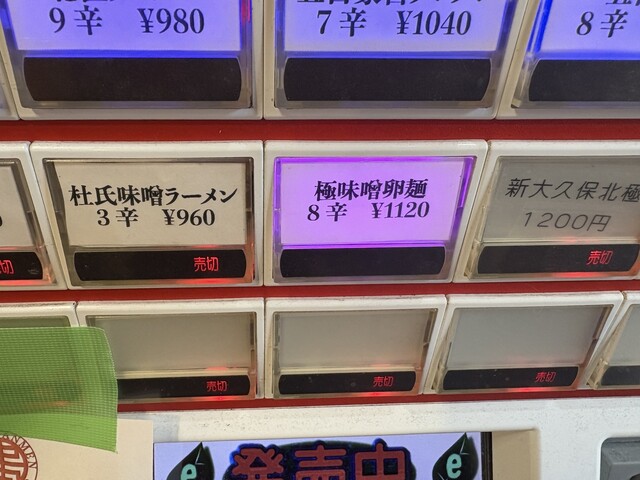 9辛 ¥980
7辛 ¥1040
8辛
杜氏味噌ラーメン
3辛 ¥960
売切
極味噌卵麺
8辛 ¥1120
新大久保北極
1200円
売切
売切
売切
売切
売切
発売中